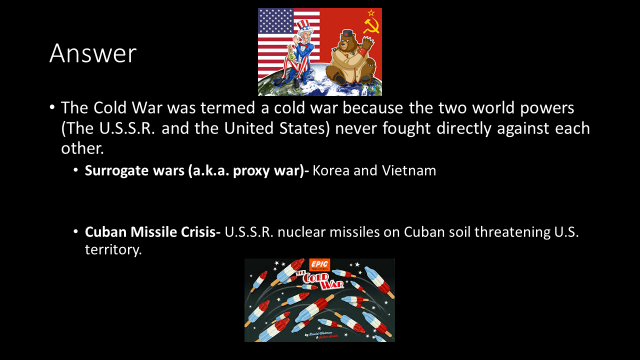 Answer
• The Cold War was termed a cold war because the two world powers
(The U.S.S.R. and the United States) never fought directly against each
other.
• Surrogate wars (a.k.a. proxy war)- Korea and Vietnam
• Cuban Missile Crisis- U.S.S.R. nuclear missiles on Cuban soil threatening U.S.
territory.
EPIC
THE
COLD
WAR